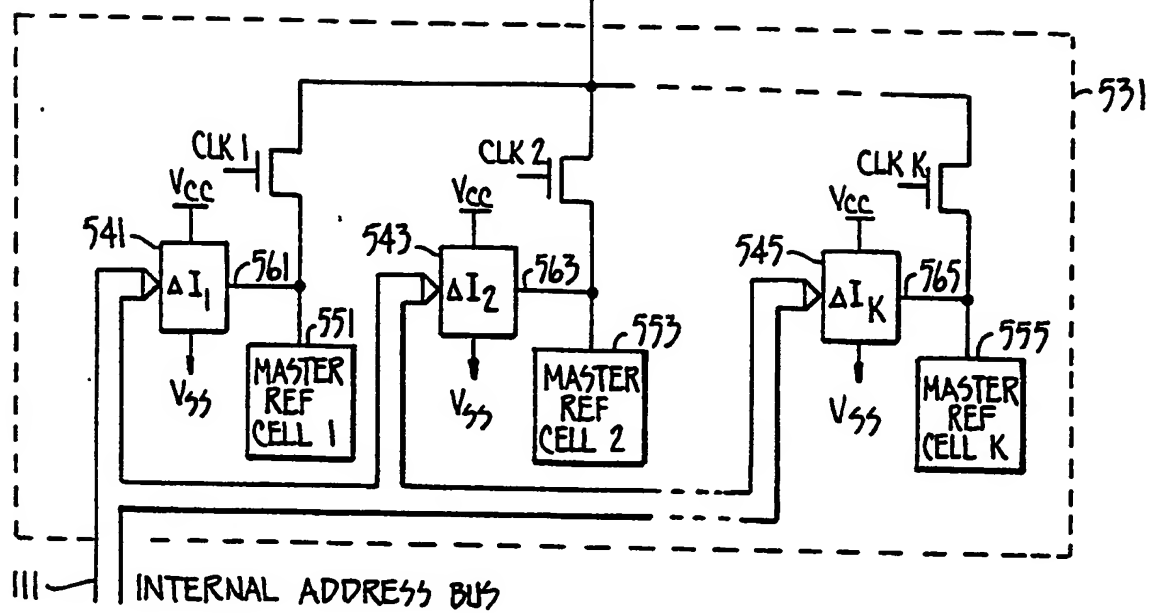 531
CLK 1
CLK 2
CLK K
VCC
VCC
VCC
541
543
545
ΔI1
561
ΔI2
563
ΔIK
565
551
553
555
VSS
VSS
VSS
MASTER
REF
CELL 1
MASTER
REF
CELL 2
MASTER
REF
CELL K
111
INTERNAL ADDRESS BUS